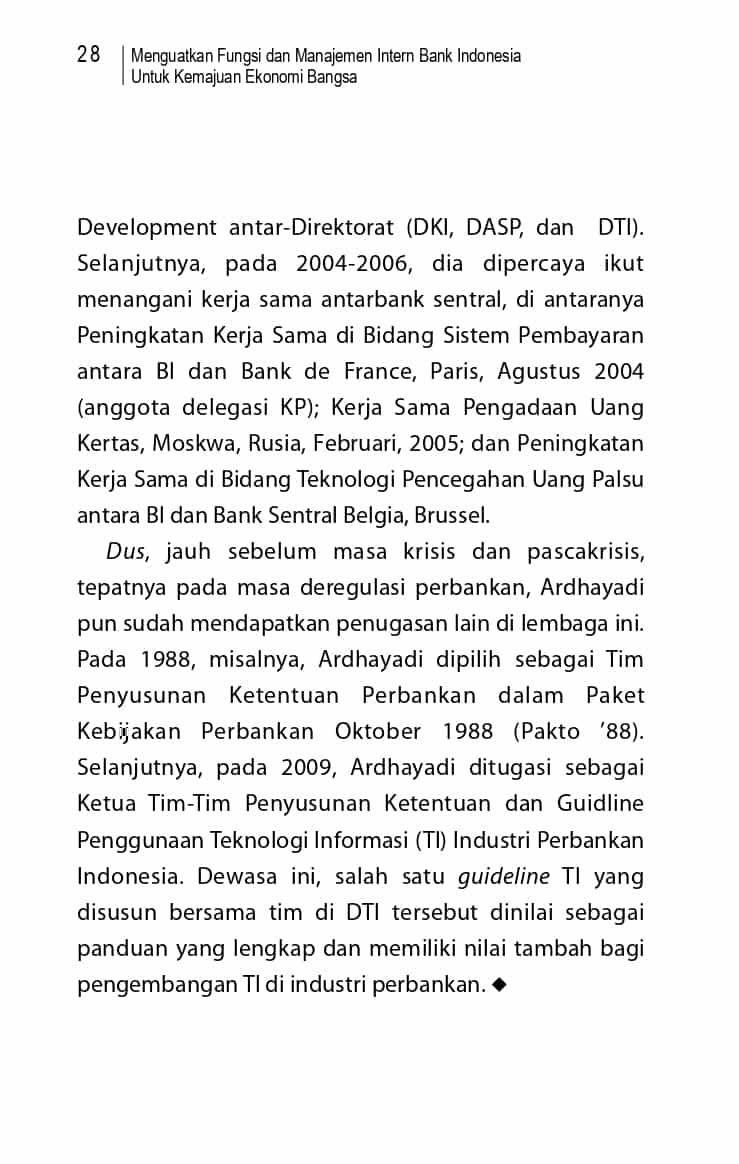 28
Menguatkan Fungsi dan Manajemen Intern Bank Indonesia
Untuk Kemajuan Ekonomi Bangsa
Development antar-Direktorat (DKI, DASP, dan DTI).
Selanjutnya, pada 2004-2006, dia dipercaya ikut
menangani kerja sama antarbank sentral, di antaranya
Peningkatan Kerja Sama di Bidang Sistem Pembayaran
antara BI dan Bank de France, Paris, Agustus 2004
(anggota delegasi KP); Kerja Sama Pengadaan Uang
Kertas, Moskwa, Rusia, Februari, 2005; dan Peningkatan
Kerja Sama di Bidang Teknologi Pencegahan Uang Palsu
antara BI dan Bank Sentral Belgia, Brussel.
Dus, jauh sebelum masa krisis dan pascakrisis,
tepatnya pada masa deregulasi perbankan, Ardhayadi
pun sudah mendapatkan penugasan lain di lembaga ini.
Pada 1988, misalnya, Ardhayadi dipilih sebagai Tim
Penyusunan Ketentuan Perbankan dalam Paket
Kebijakan Perbankan Oktober 1988 (Pakto ’88).
Selanjutnya, pada 2009, Ardhayadi ditugasi sebagai
Ketua Tim-Tim Penyusunan Ketentuan dan Guidline
Penggunaan Teknologi Informasi (TI) Industri Perbankan
Indonesia. Dewasa ini, salah satu guideline TI yang
disusun bersama tim di DTI tersebut dinilai sebagai
panduan yang lengkap dan memiliki nilai tambah bagi
pengembangan TI di industri perbankan. ◆